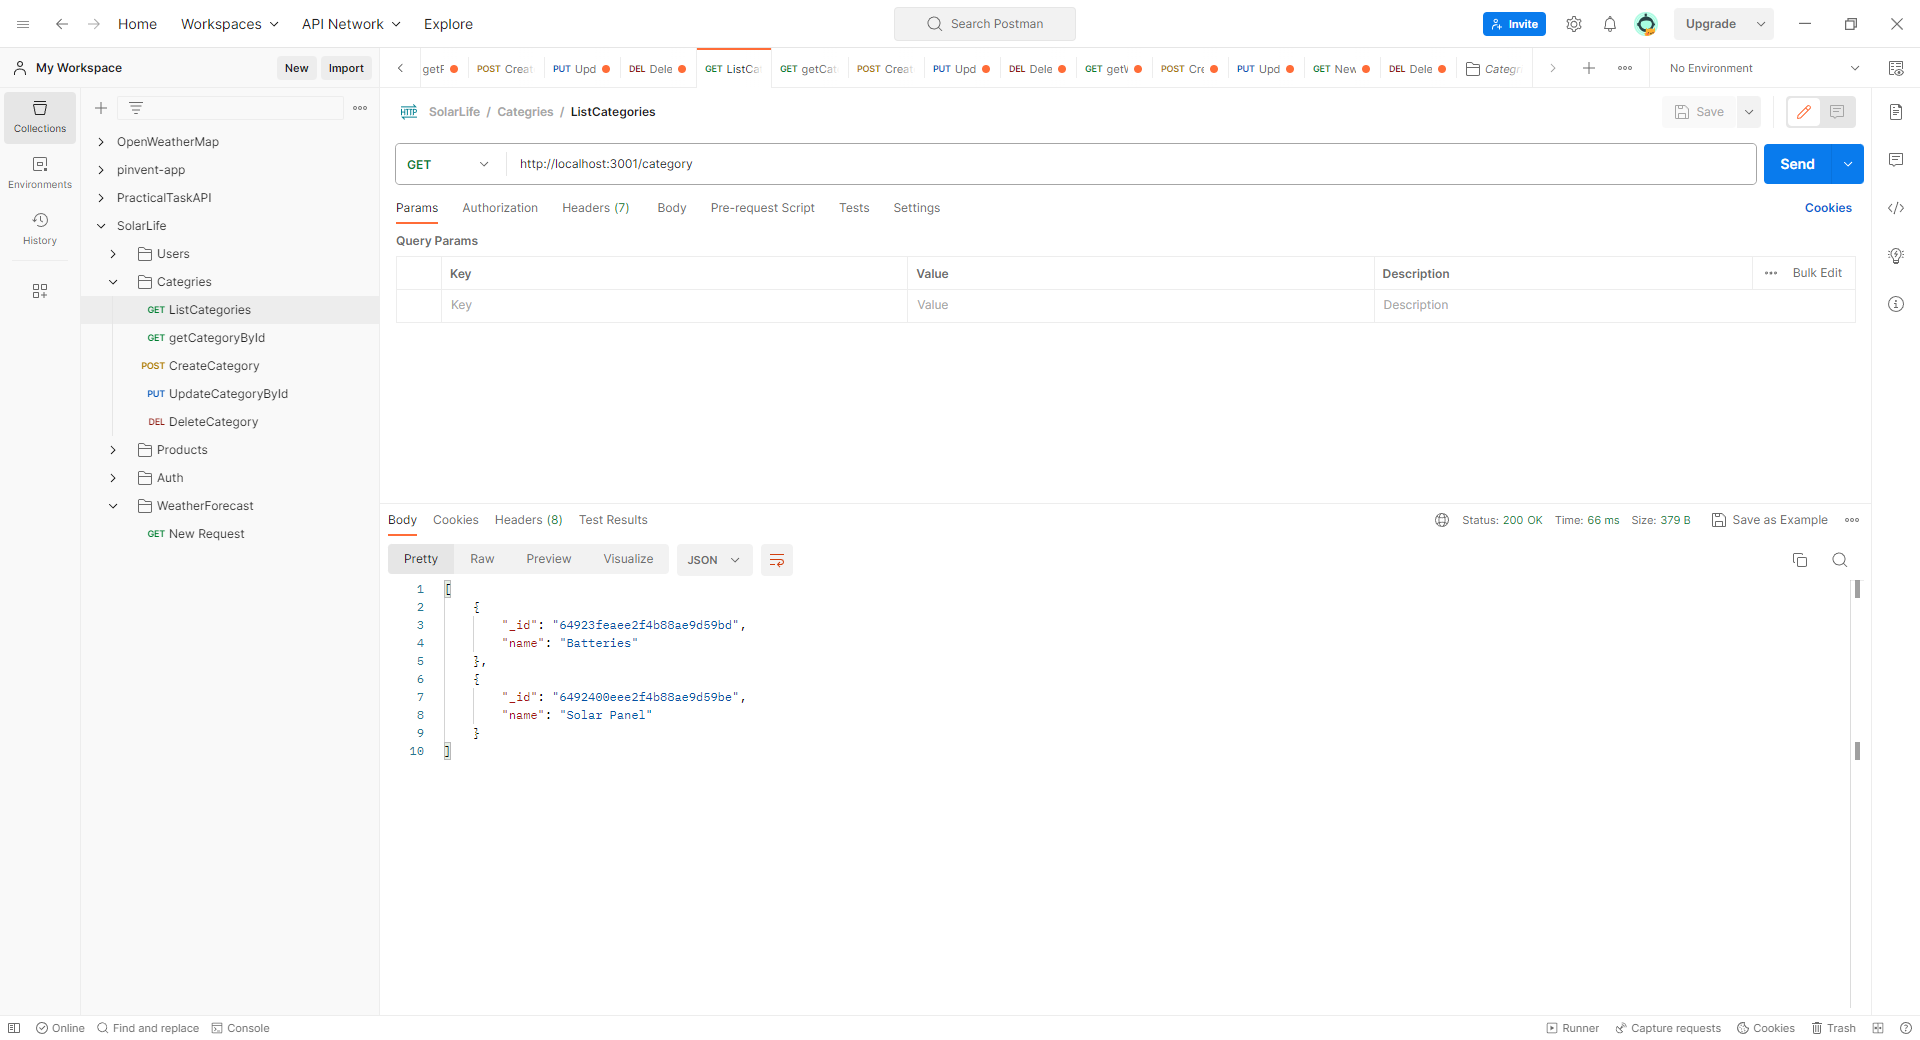 Home Workspaces API Network Explore Search Postman Invite Upgrade
My Workspace New Import
getF POST Creat PUT Upd DEL Dele GET ListCa GET getCat POST Creat PUT Upd DEL Dele GET getV POST Cre PUT Upd GET New DEL Dele Categri No Environment
Collections
Environments
History
OpenWeatherMap
pinvent-app
PracticalTaskAPI
SolarLife
Users
Categries
GET ListCategories
GET getCategoryById
POST CreateCategory
PUT UpdateCategoryById
DEL DeleteCategory
Products
Auth
WeatherForecast
GET New Request
HTTP SolarLife / Categries / ListCategories Save
GET http://localhost:3001/category Send
Params Authorization Headers (7) Body Pre-request Script Tests Settings Cookies
Query Params
Key Value Description Bulk Edit
Key Value Description
Body Cookies Headers (8) Test Results Status: 200 OK Time: 66 ms Size: 379 B Save as Example
Pretty Raw Preview Visualize JSON
1 [
2 {
3 "_id": "64923feaee2f4b88ae9d59bd",
4 "name": "Batteries"
5 },
6 {
7 "_id": "6492400eee2f4b88ae9d59be",
8 "name": "Solar Panel"
9 }
10 ]
Online Find and replace Console Runner Capture requests Cookies Trash